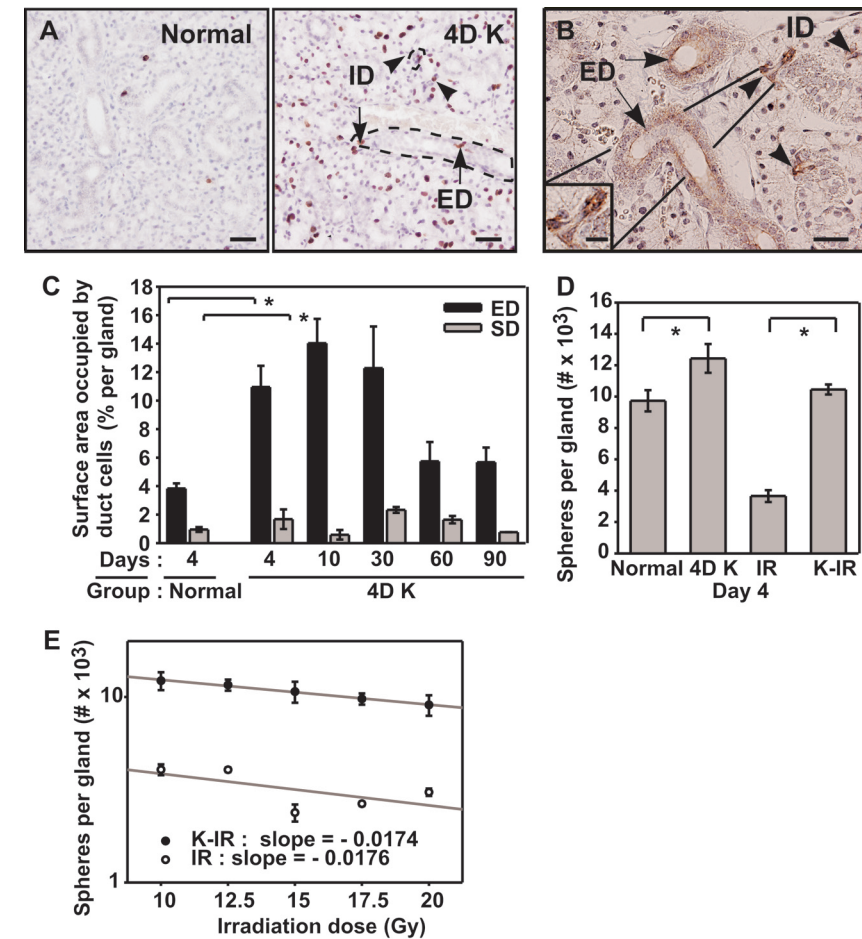 A
Normal
4D K
ID
ED
B
ID
ED
C
Surface area occupied by
duct cells (% per gland)
18
16
14
12
10
8
6
4
2
0
*
*
ED
SD
Days : 4 4 10 30 60 90
Group : Normal 4D K
D
Spheres per gland (# x 10³)
16
14
12
10
8
6
4
2
0
*
*
Normal 4D K IR K-IR
Day 4
E
Spheres per gland (# x 10³)
10
1
K-IR : slope = - 0.0174
IR : slope = - 0.0176
10 12.5 15 17.5 20
Irradiation dose (Gy)